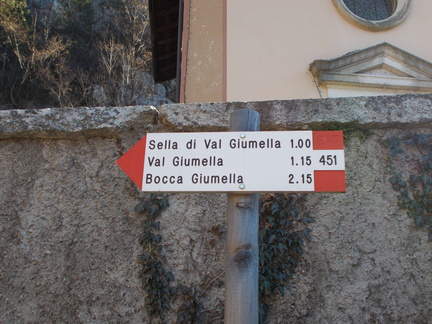 Sella di Val Giumella 1.00
Val Giumella 1.15 451
Bocca Giumella 2.15